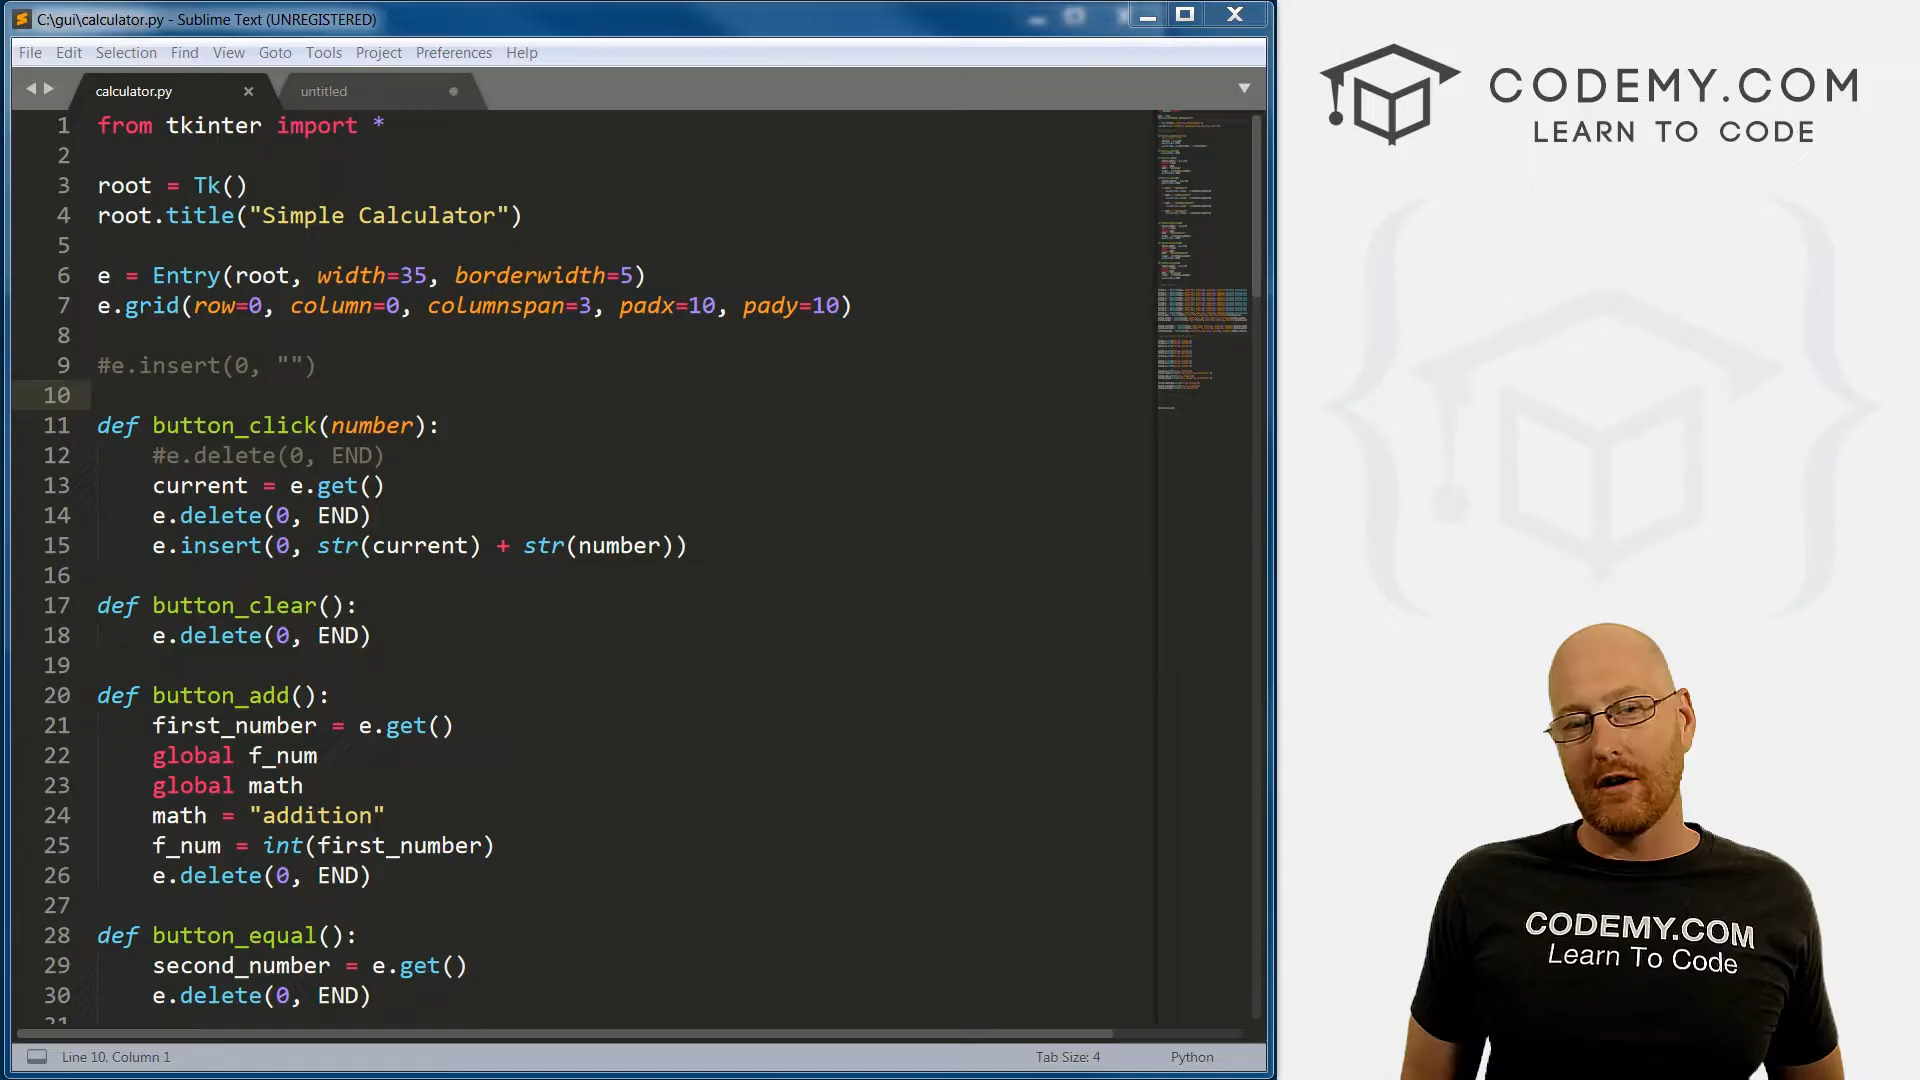 C:\gui\calculator.py - Sublime Text (UNREGISTERED)
File Edit Selection Find View Goto Tools Project Preferences Help
calculator.py untitled
1 from tkinter import *
2
3 root = Tk()
4 root.title("Simple Calculator")
5
6 e = Entry(root, width=35, borderwidth=5)
7 e.grid(row=0, column=0, columnspan=3, padx=10, pady=10)
8
9 #e.insert(0, "")
10
11 def button_click(number):
12 #e.delete(0, END)
13 current = e.get()
14 e.delete(0, END)
15 e.insert(0, str(current) + str(number))
16
17 def button_clear():
18 e.delete(0, END)
19
20 def button_add():
21 first_number = e.get()
22 global f_num
23 global math
24 math = "addition"
25 f_num = int(first_number)
26 e.delete(0, END)
27
28 def button_equal():
29 second_number = e.get()
30 e.delete(0, END)
Line 10, Column 1 Tab Size: 4 Python
CODEMY.COM
LEARN TO CODE
CODEMY.COM
Learn To Code